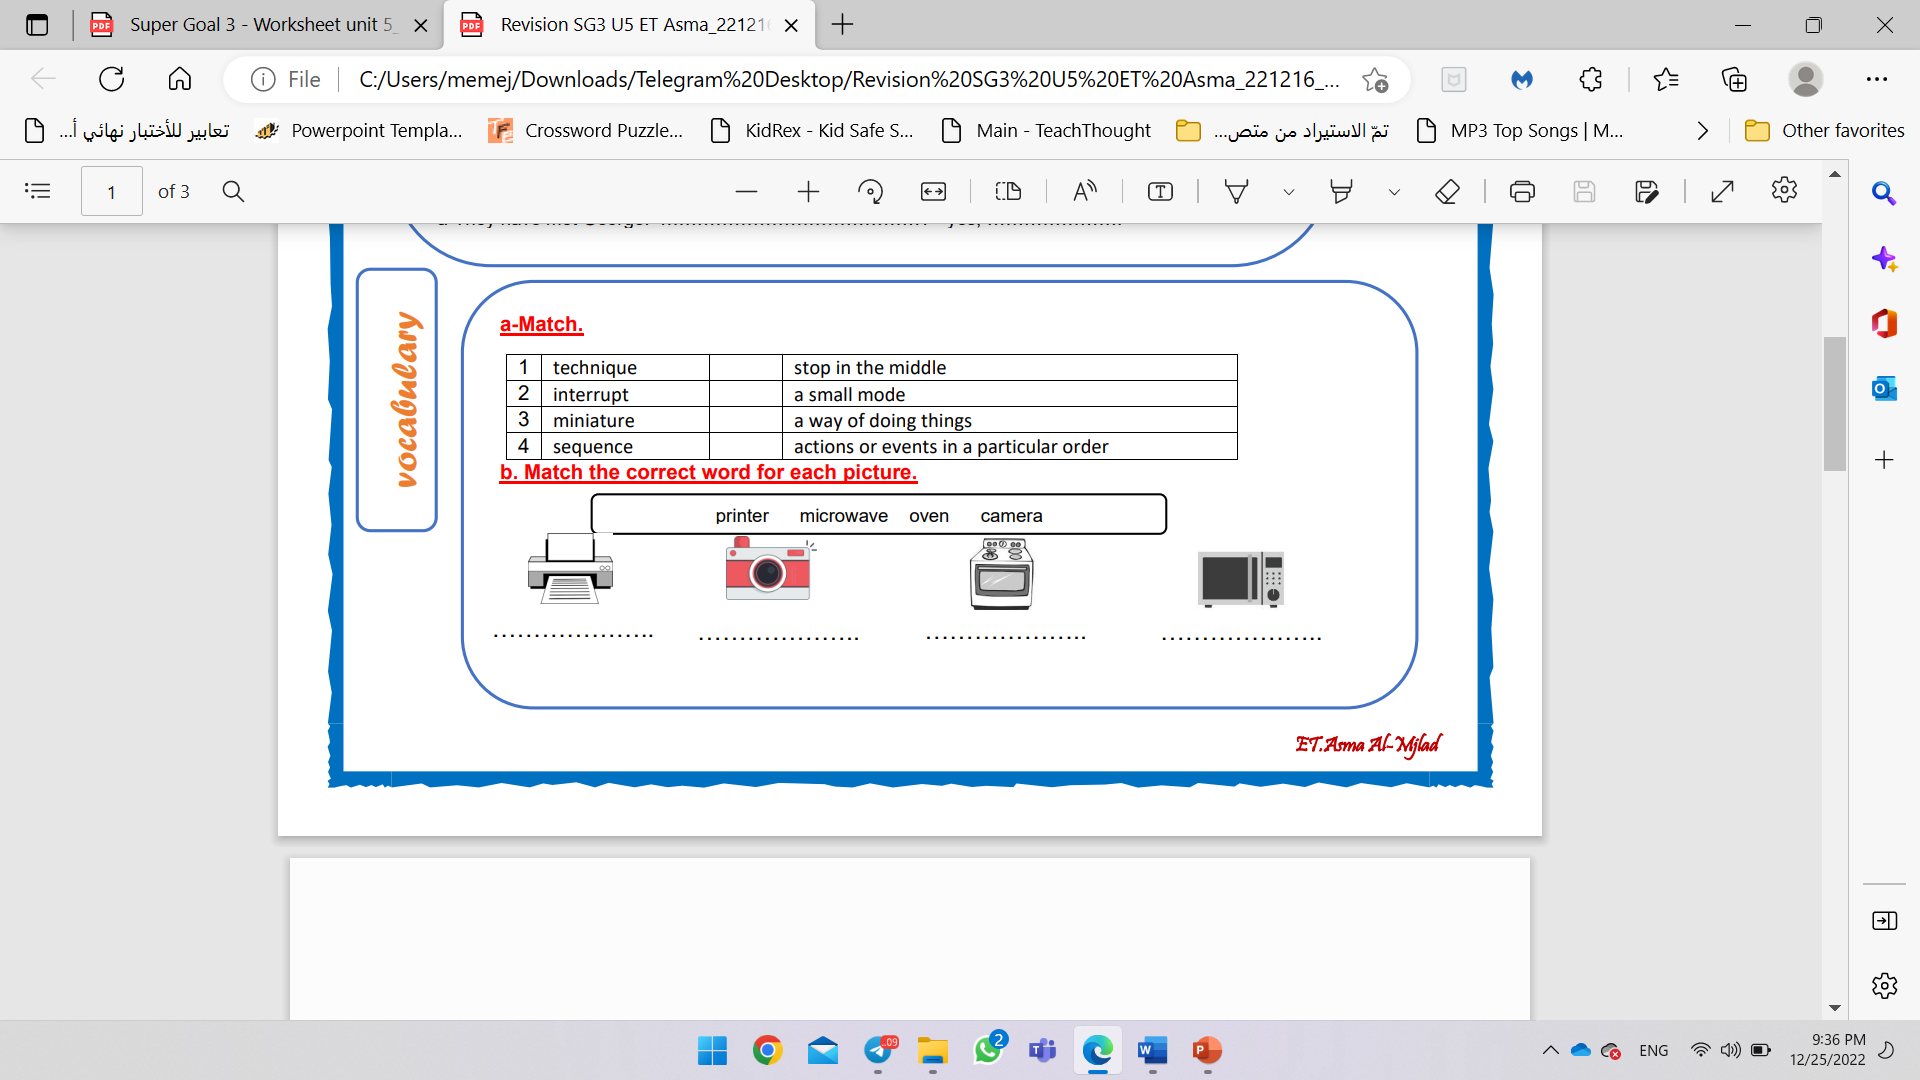 Super Goal 3 - Worksheet unit 5_
Revision SG3 U5 ET Asma_22121
File
C:/Users/memej/Downloads/Telegram%20Desktop/Revision%20SG3%20U5%20ET%20Asma_221216_...
تعابير للأختبار نهائي أ...
Powerpoint Templa...
Crossword Puzzle...
KidRex - Kid Safe S...
Main - TeachThought
تمّ الاستيراد من متص...
MP3 Top Songs | M...
Other favorites
1 of 3
vocabulary
a-Match.
1 technique stop in the middle
2 interrupt a small mode
3 miniature a way of doing things
4 sequence actions or events in a particular order
b. Match the correct word for each picture.
printer microwave oven camera
.................... .................... .................... ....................
ET.Asma Al-Mjlad
..09
2
ENG
9:36 PM
12/25/2022